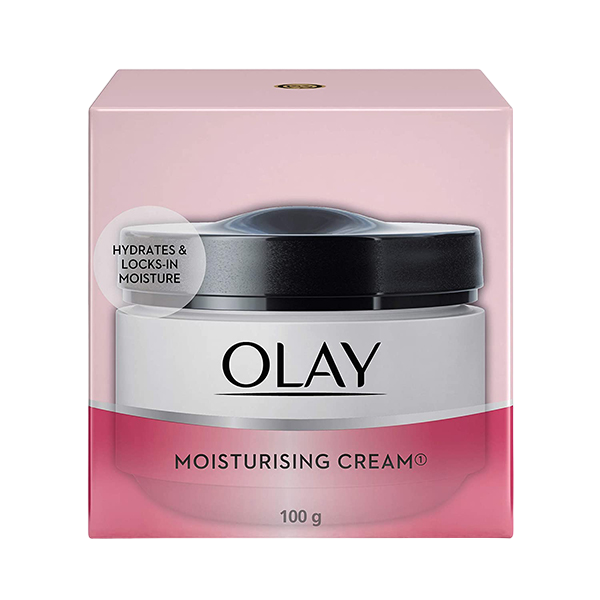 HYDRATES &
LOCKS-IN
MOISTURE
OLAY
MOISTURISING CREAM①
100 g